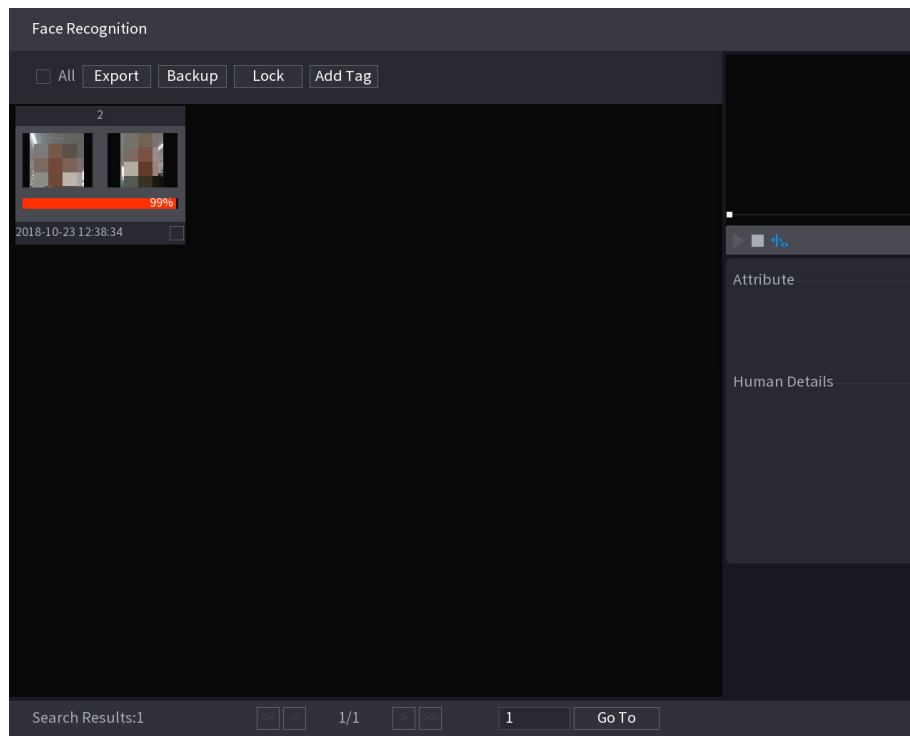 Face Recognition
All Export Backup Lock Add Tag
2
99%
2018-10-23 12:38:34
Attribute
Human Details
Search Results:1 << < 1/1 > >> 1 Go To